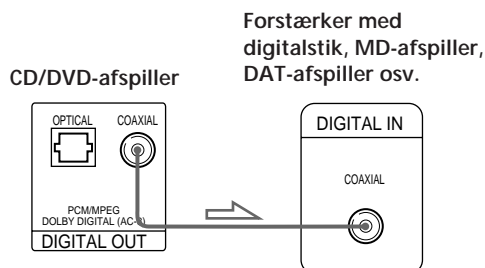 Forstærker med
digitalstik, MD-afspiller,
DAT-afspiller osv.
CD/DVD-afspiller
OPTICAL COAXIAL
PCM/MPEG
DOLBY DIGITAL (AC-3)
DIGITAL OUT
DIGITAL IN
COAXIAL